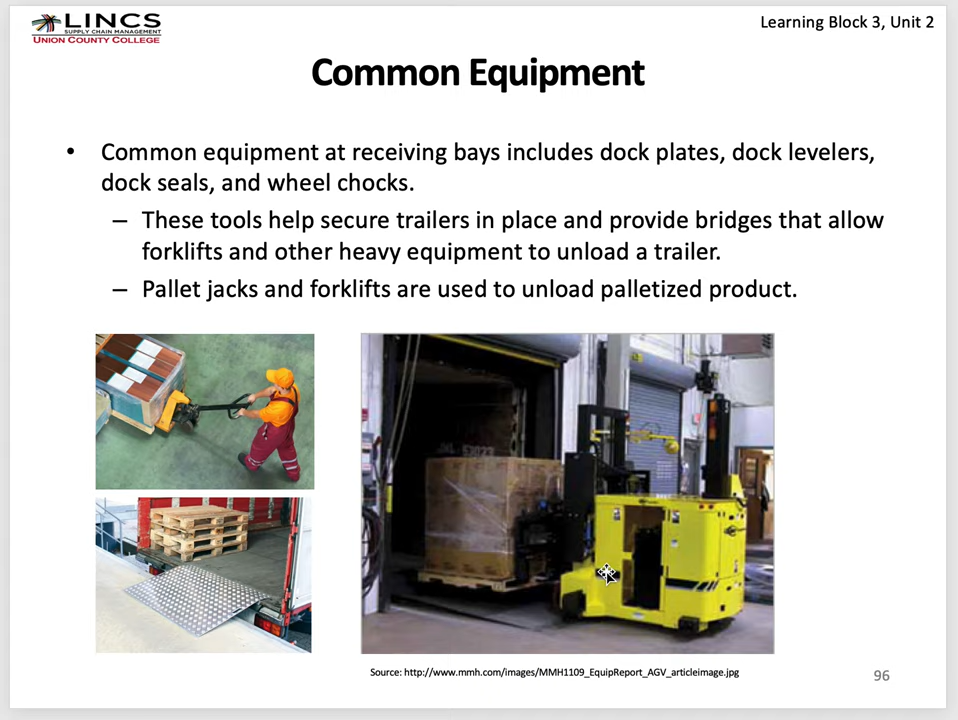 LINCS
SUPPLY CHAIN MANAGEMENT
UNION COUNTY COLLEGE
Learning Block 3, Unit 2
Common Equipment
• Common equipment at receiving bays includes dock plates, dock levelers,
dock seals, and wheel chocks.
– These tools help secure trailers in place and provide bridges that allow
forklifts and other heavy equipment to unload a trailer.
– Pallet jacks and forklifts are used to unload palletized product.
Source: http://www.mmh.com/images/MMH1109_EquipReport_AGV_articleimage.jpg
96